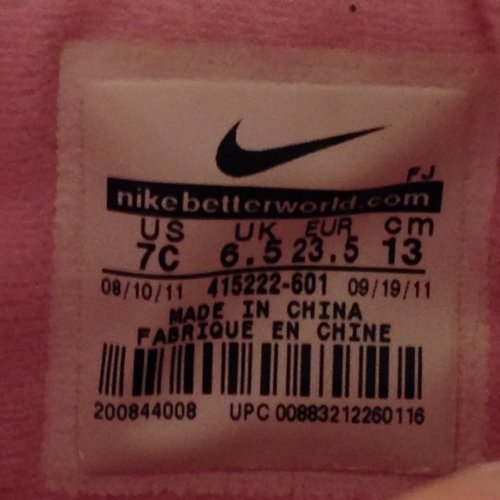 FJ
nikebetterworld.com
US UK EUR cm
7C 6.5 23.5 13
08/10/11 415222-601 09/19/11
MADE IN CHINA
FABRIQUE EN CHINE
200844008 UPC 00883212260116